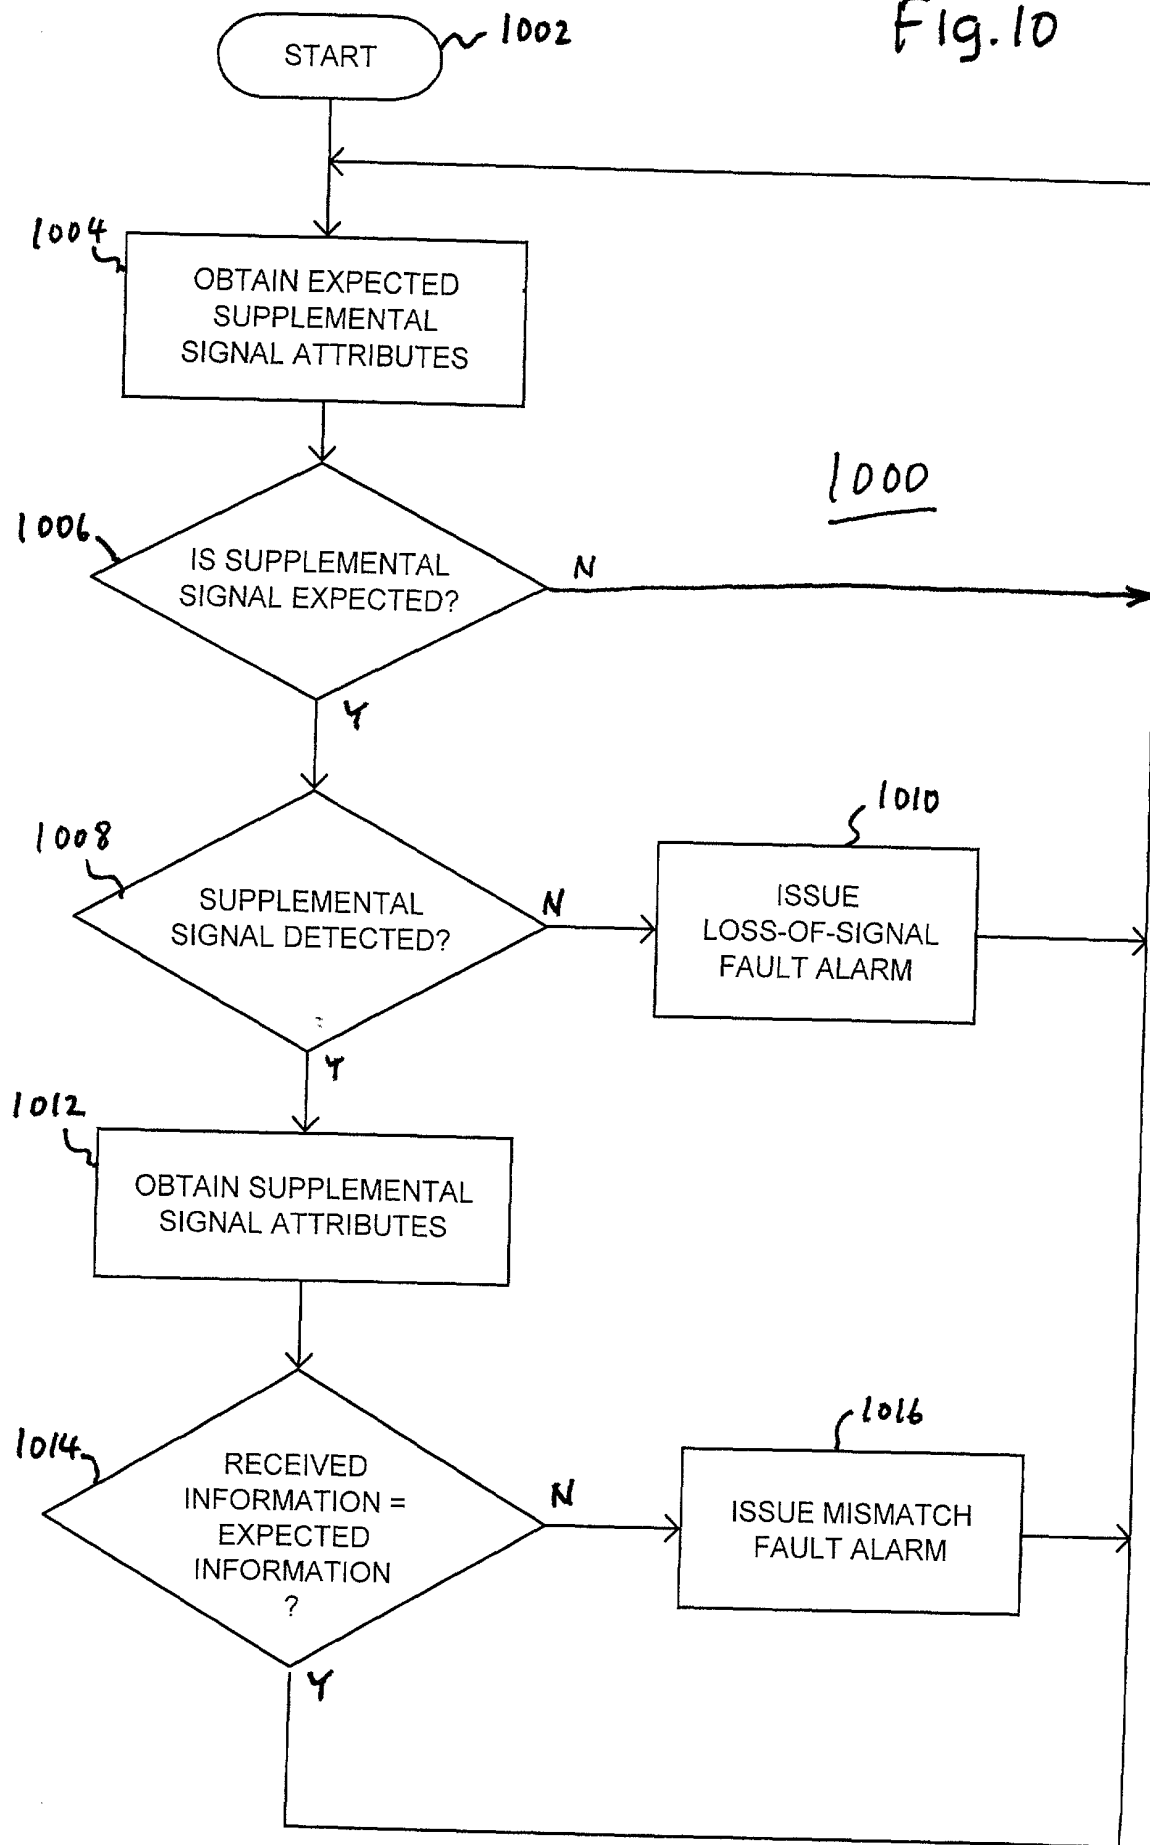 Fig.10
START
1002
1004
OBTAIN EXPECTED
SUPPLEMENTAL
SIGNAL ATTRIBUTES
1000
1006
IS SUPPLEMENTAL
SIGNAL EXPECTED?
N
Y
1008
SUPPLEMENTAL
SIGNAL DETECTED?
N
1010
ISSUE
LOSS-OF-SIGNAL
FAULT ALARM
Y
1012
OBTAIN SUPPLEMENTAL
SIGNAL ATTRIBUTES
1014
RECEIVED
INFORMATION =
EXPECTED
INFORMATION
?
N
1016
ISSUE MISMATCH
FAULT ALARM
Y